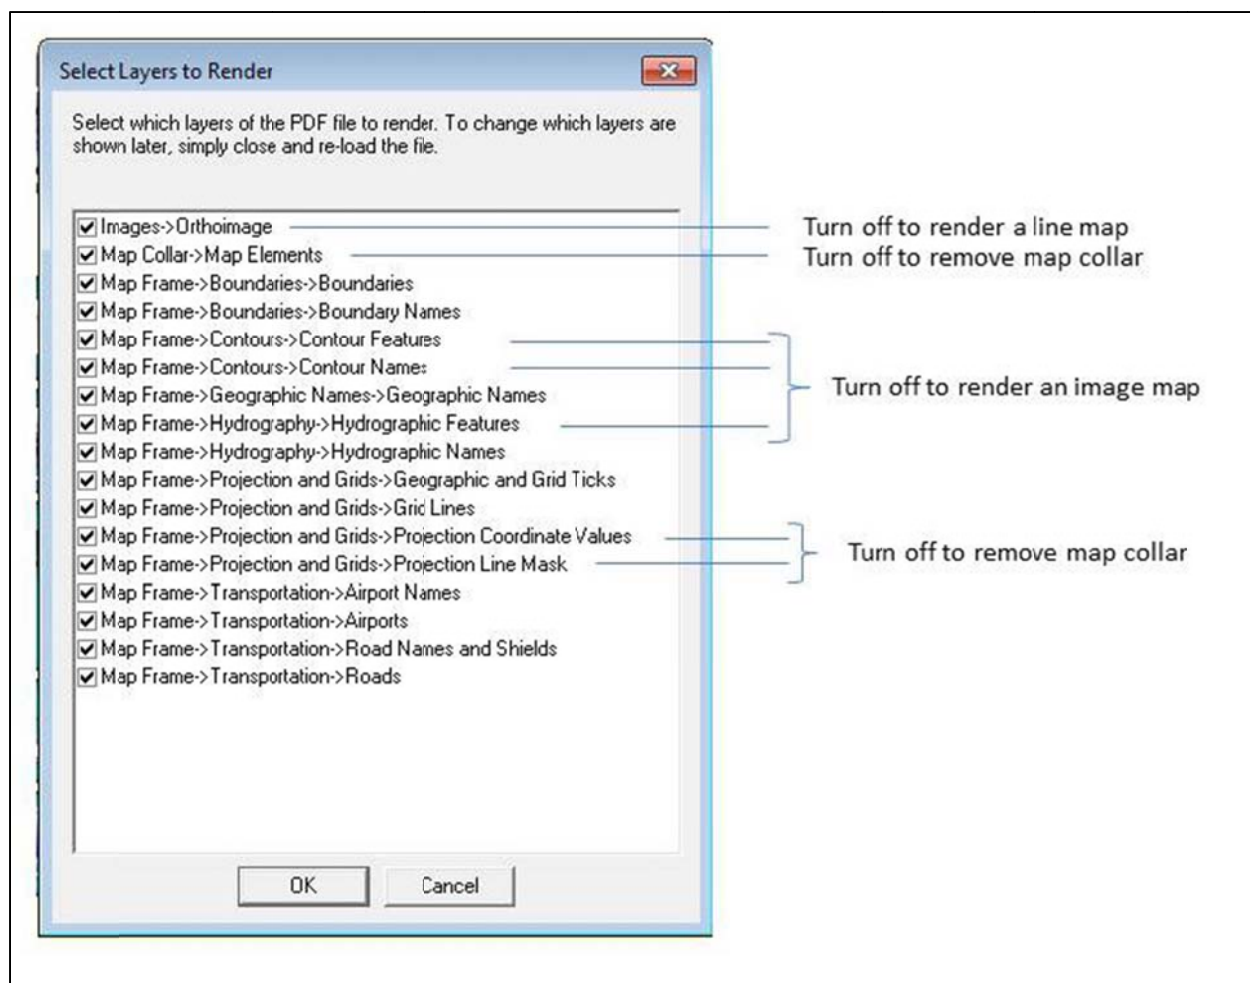 Select Layers to Render
Select which layers of the PDF file to render. To change which layers are
shown later, simply close and re-load the file.
Images->Orthoimage
Turn off to render a line map
Map Collar->Map Elements
Turn off to remove map collar
Map Frame->Boundaries->Boundaries
Map Frame->Boundaries->Boundary Names
Map Frame->Contours->Contour Features
Map Frame->Contours->Contour Names
Map Frame->Geographic Names->Geographic Names
Turn off to render an image map
Map Frame->Hydrography->Hydrographic Features
Map Frame->Hydrography->Hydrographic Names
Map Frame->Projection and Grids->Geographic and Grid Ticks
Map Frame->Projection and Grids->Grid Lines
Map Frame->Projection and Grids->Projection Coordinate Values
Turn off to remove map collar
Map Frame->Projection and Grids->Projection Line Mask
Map Frame->Transportation->Airport Names
Map Frame->Transportation->Airports
Map Frame->Transportation->Road Names and Shields
Map Frame->Transportation->Roads
OK
Cancel